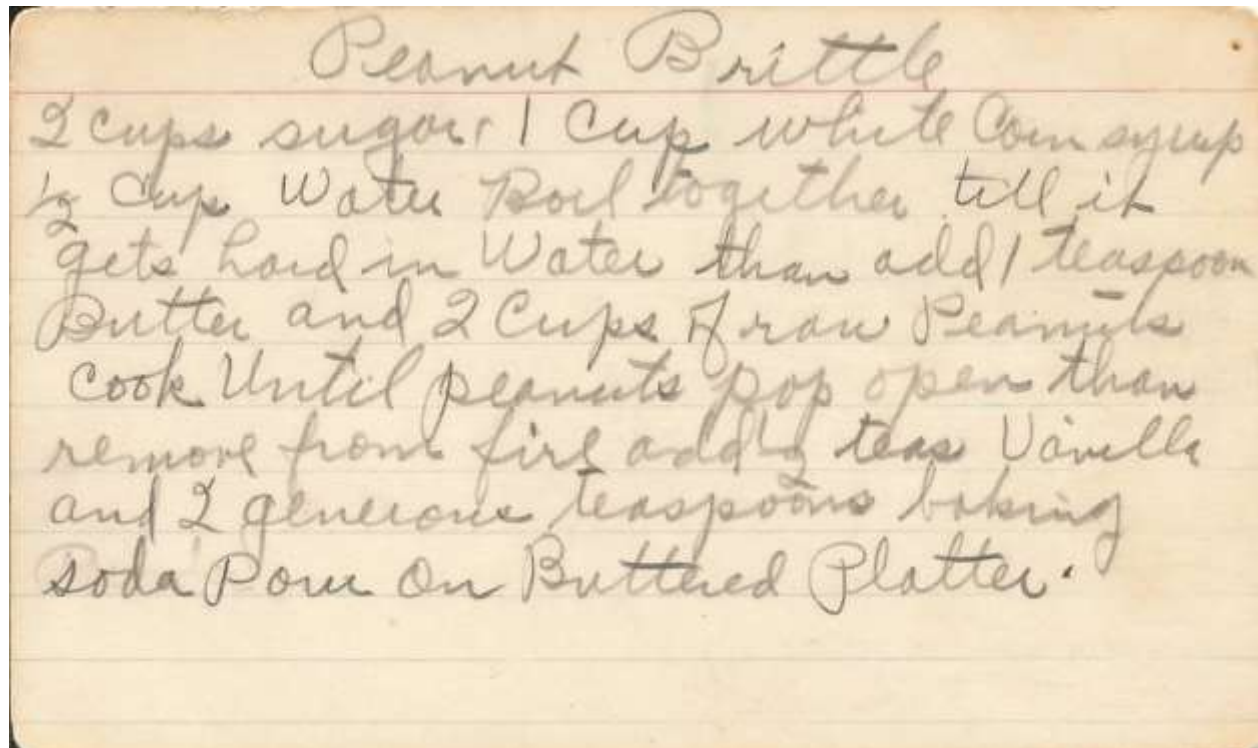 Peanut Brittle
2 cups sugar 1 Cup white Corn syrup
1/2 Cup Water Boil together till it
gets hard in Water than add 1 teaspoon
Butter and 2 Cups of raw Peanuts
cook Until peanuts pop open than
remove from fire add 1/2 teas Vanilla
and 2 generous teaspoons baking
soda Pour On Buttered Platter.